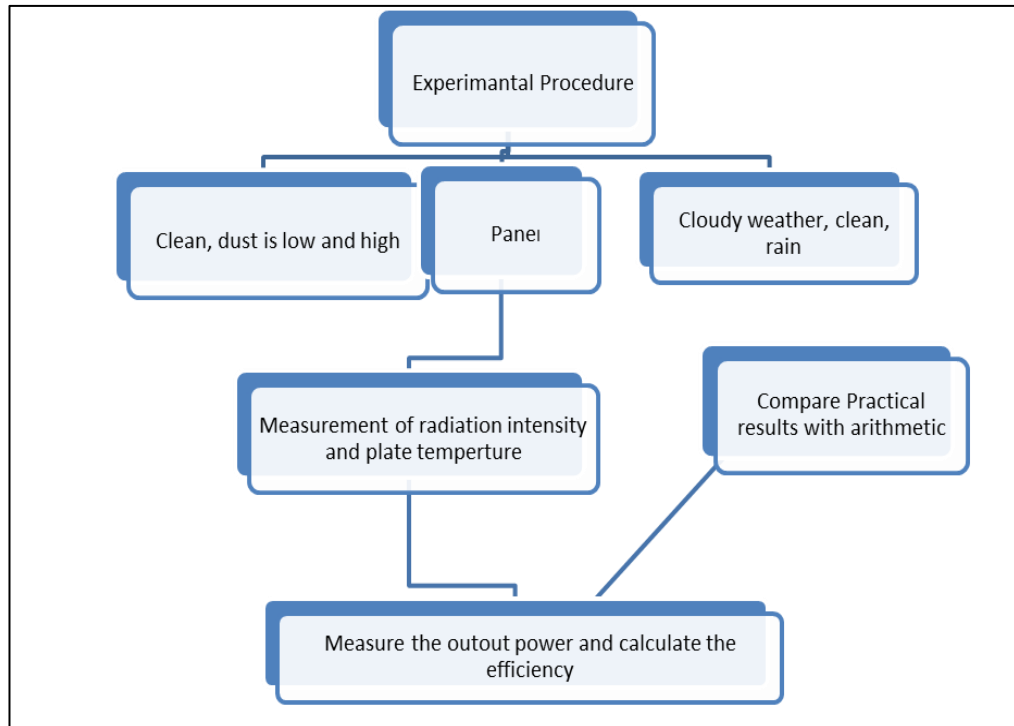 Experimantal Procedure
Clean, dust is low and high
Panel
Cloudy weather, clean,
rain
Measurement of radiation intensity
and plate temperture
Compare Practical
results with arithmetic
Measure the outout power and calculate the
efficiency